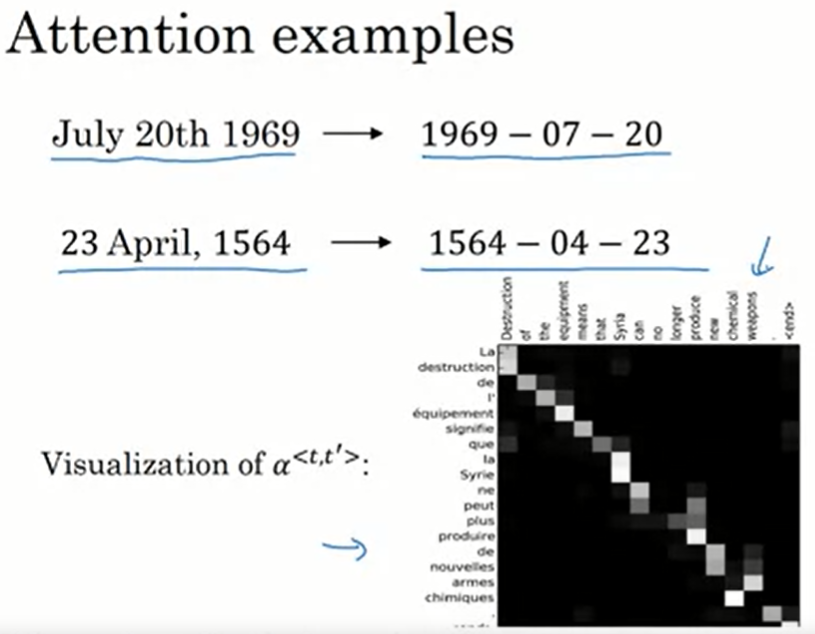 Attention examples
July 20th 1969 → 1969 − 07 − 20
23 April, 1564 → 1564 − 04 − 23
Destruction
of
the
equipment
means
that
Syria
can
no
longer
produce
new
chemical
weapons
.
<end>
La
destruction
de
l'
équipement
signifie
que
la
Syrie
ne
peut
plus
produire
de
nouvelles
armes
chimiques
.
Visualization of α<t,t′>: